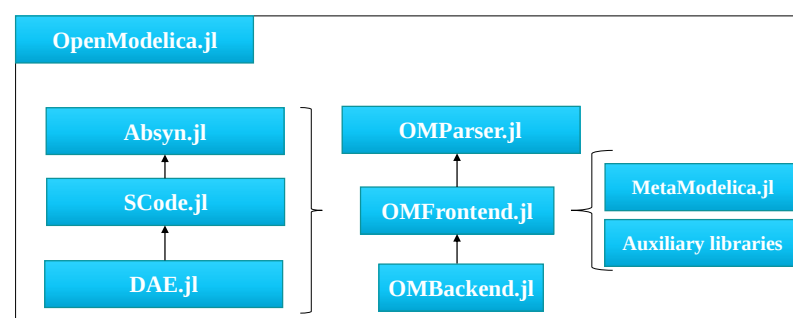 OpenModelica.jl
Absyn.jl
OMParser.jl
SCode.jl
OMFrontend.jl
MetaModelica.jl
Auxiliary libraries
DAE.jl
OMBackend.jl